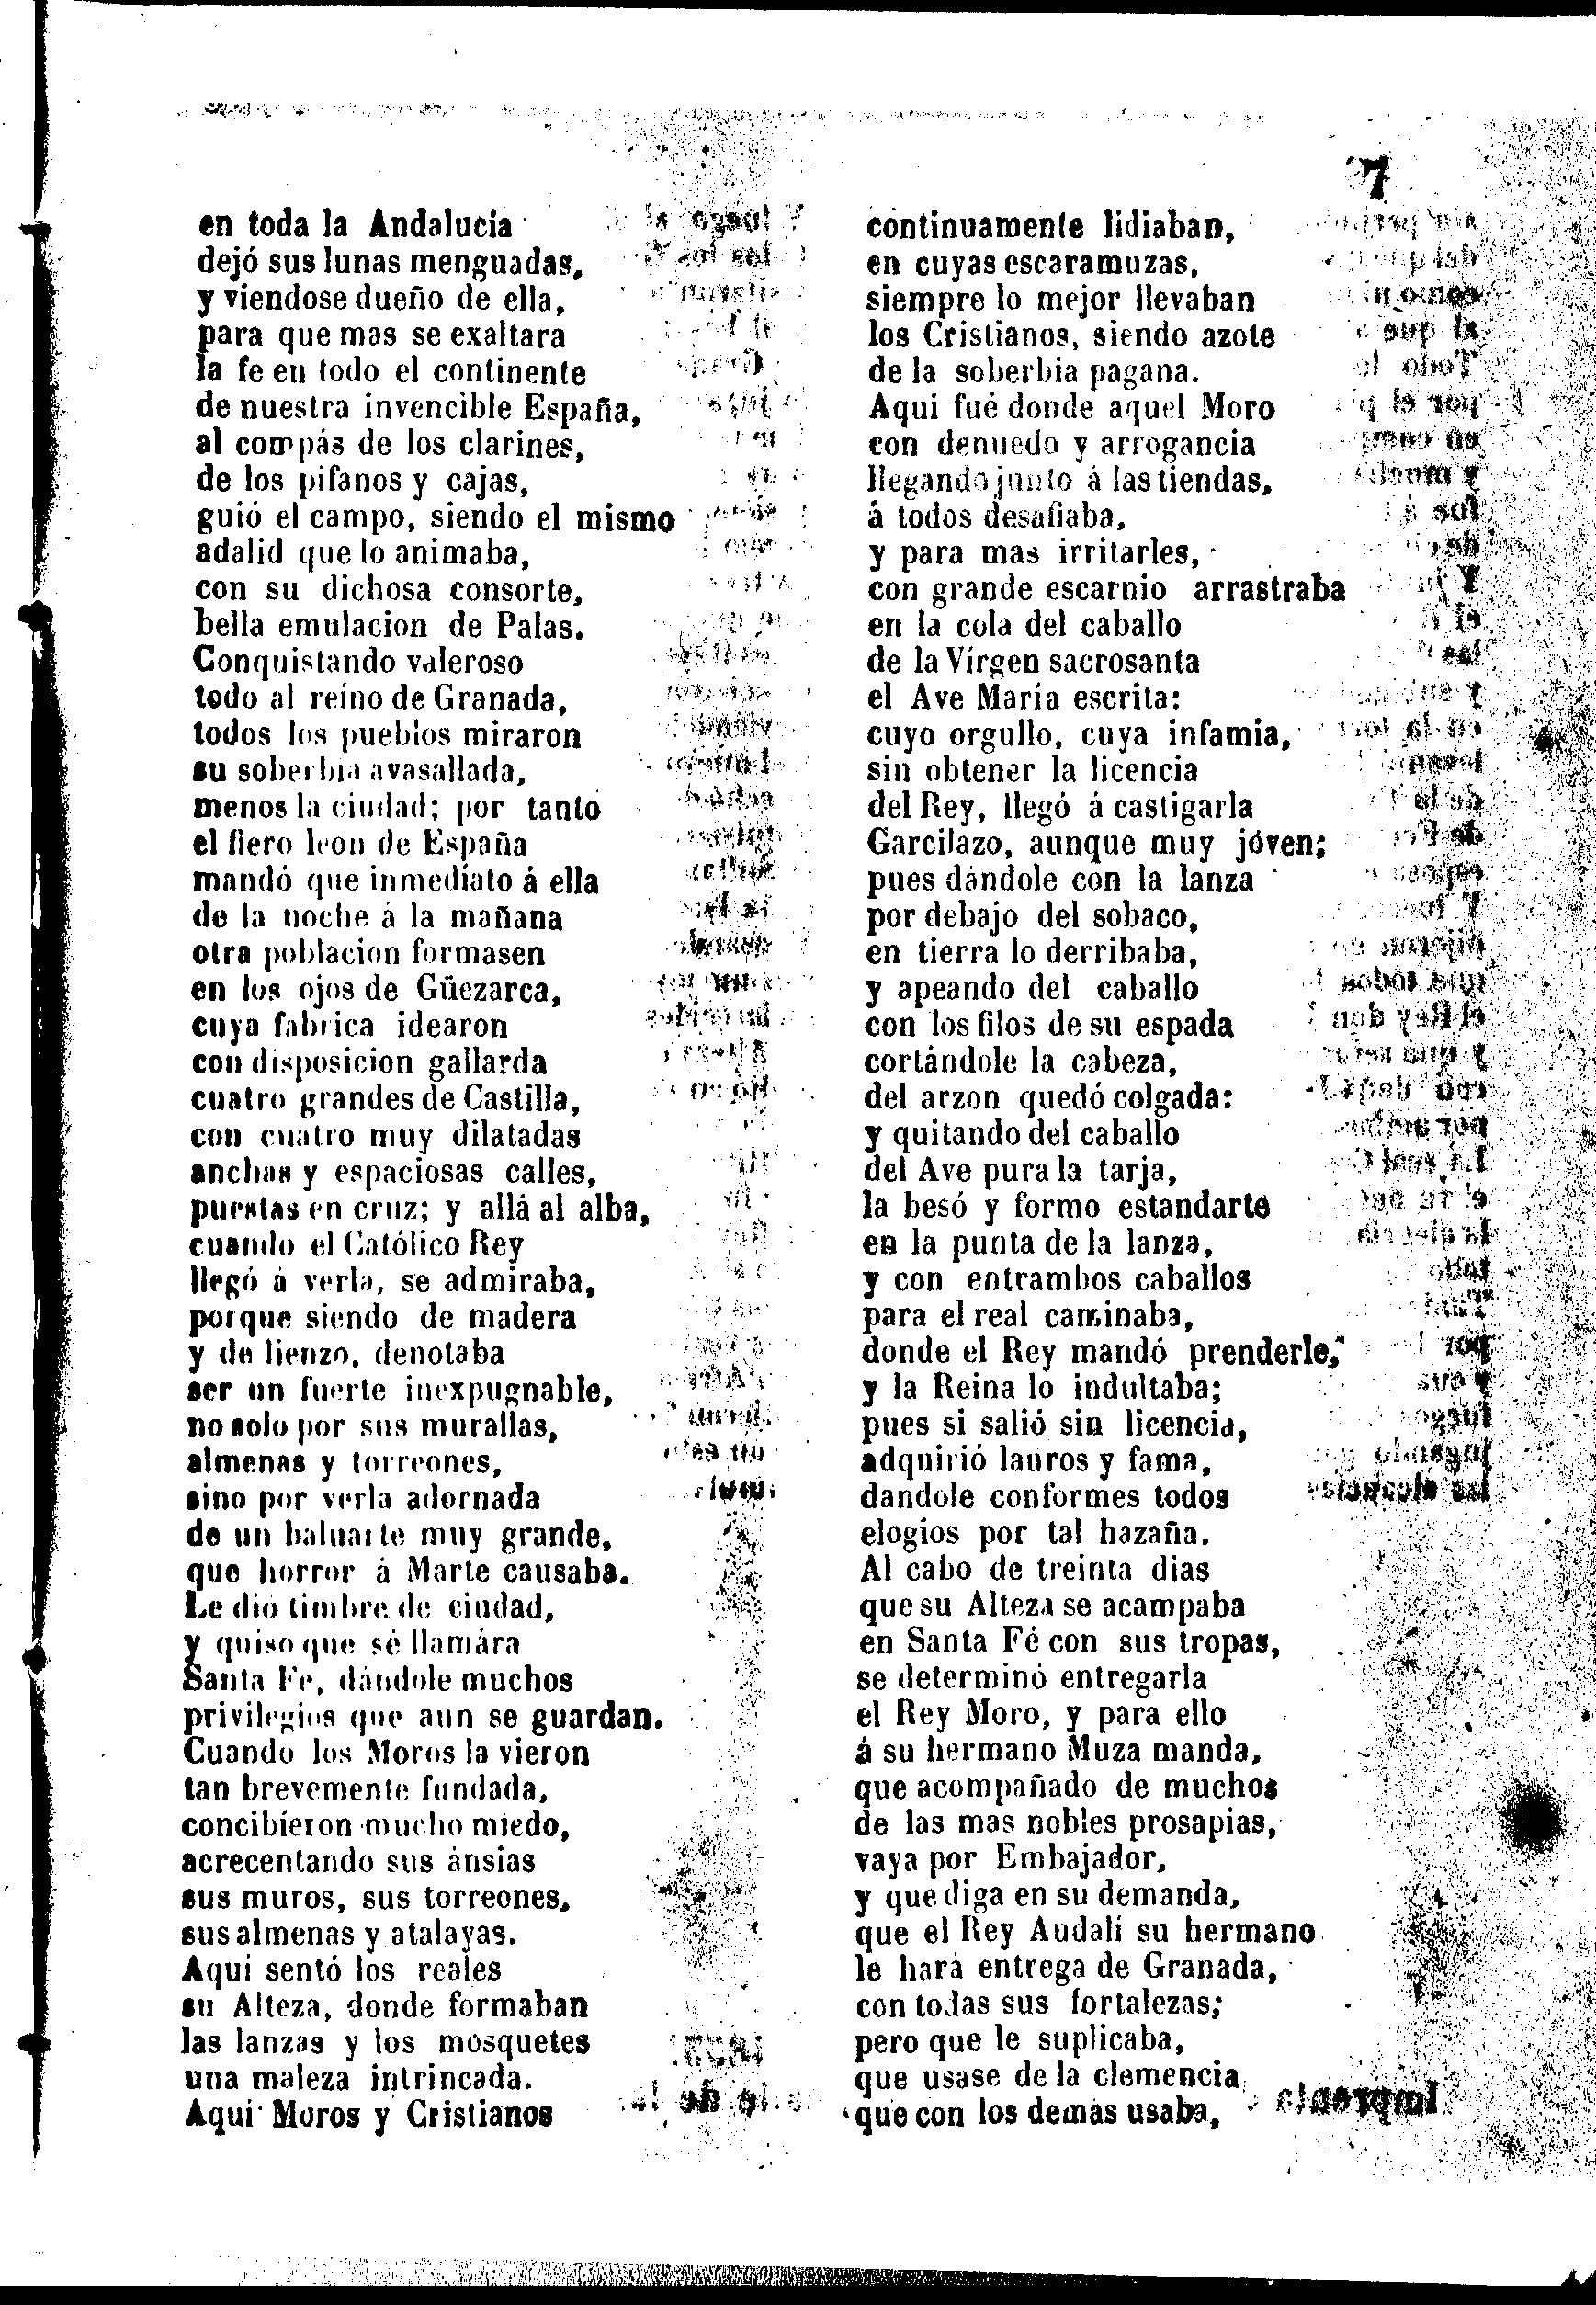 7
en toda la Andalucía
dejó sus lunas menguadas,
y viendose dueño de ella,
para que mas se exaltara
la fe en todo el continente
de nuestra invencible España,
al compás de los clarines,
de los pifanos y cajas,
guió el campo, siendo el mismo
adalid que lo animaba,
con su dichosa consorte,
bella emulacion de Palas.
Conquistando valeroso
todo al reino de Granada,
todos los pueblos miraron
su soberbia avasallada,
menos la ciudad; por tanto
el fiero leon de España
mandó que inmediato á ella
de la noche á la mañana
otra poblacion formasen
en los ojos de Güezarca,
cuya fabrica idearon
con disposicion gallarda
cuatro grandes de Castilla,
con cuatro muy dilatadas
anchas y espaciosas calles,
puestas en cruz; y allá al alba,
cuando el Católico Rey
llegó á verla, se admiraba,
porque siendo de madera
y de lienzo, denotaba
ser un fuerte inexpugnable,
no solo por sus murallas,
almenas y torreones,
sino por verla adornada
de un baluarte muy grande,
que horror á Marte causaba.
Le dió timbre de ciudad,
y quiso que sé llamára
Santa Fe, dándole muchos
privilegios que aun se guardan.
Cuando los Moros la vieron
tan brevemente fundada,
concibieron mucho miedo,
acrecentando sus ánsias
sus muros, sus torreones,
sus almenas y atalayas.
Aqui sentó los reales
su Alteza, donde formaban
las lanzas y los mosquetes
una maleza intrincada.
Aqui Moros y Cristianos
continuamente lidiaban,
en cuyas escaramuzas,
siempre lo mejor llevaban
los Cristianos, siendo azote
de la soberbia pagana.
Aqui fué donde aquel Moro
con denuedo y arrogancia
llegando junto á las tiendas,
á todos desafiaba,
y para mas irritarles,
con grande escarnio arrastraba
en la cola del caballo
de la Vírgen sacrosanta
el Ave María escrita:
cuyo orgullo, cuya infamia,
sin obtener la licencia
del Rey, llegó á castigarla
Garcilazo, aunque muy jóven;
pues dándole con la lanza
por debajo del sobaco,
en tierra lo derribaba,
y apeando del caballo
con los filos de su espada
cortándole la cabeza,
del arzon quedó colgada:
y quitando del caballo
del Ave pura la tarja,
la besó y formo estandarte
en la punta de la lanza,
y con entrambos caballos
para el real caminaba,
donde el Rey mandó prenderle,
y la Reina lo indultaba;
pues si salió sin licencia,
adquirió lauros y fama,
dandole conformes todos
elogios por tal hazaña.
Al cabo de treinta dias
que su Alteza se acampaba
en Santa Fé con sus tropas,
se determinó entregarla
el Rey Moro, y para ello
á su hermano Muza manda,
que acompañado de muchos
de las mas nobles prosapias,
vaya por Embajador,
y que diga en su demanda,
que el Rey Audalí su hermano
le hará entrega de Granada,
con todas sus fortalezas;
pero que le suplicaba,
que usase de la clemencia
que con los demás usaba,